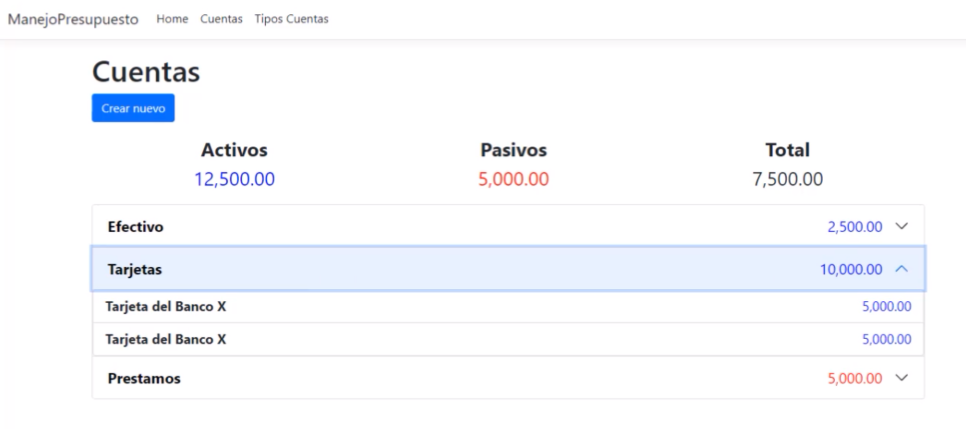 ManejoPresupuesto Home Cuentas Tipos Cuentas
Cuentas
Crear nuevo
Activos Pasivos Total
12,500.00 5,000.00 7,500.00
Efectivo 2,500.00
Tarjetas 10,000.00
Tarjeta del Banco X 5,000.00
Tarjeta del Banco X 5,000.00
Prestamos 5,000.00